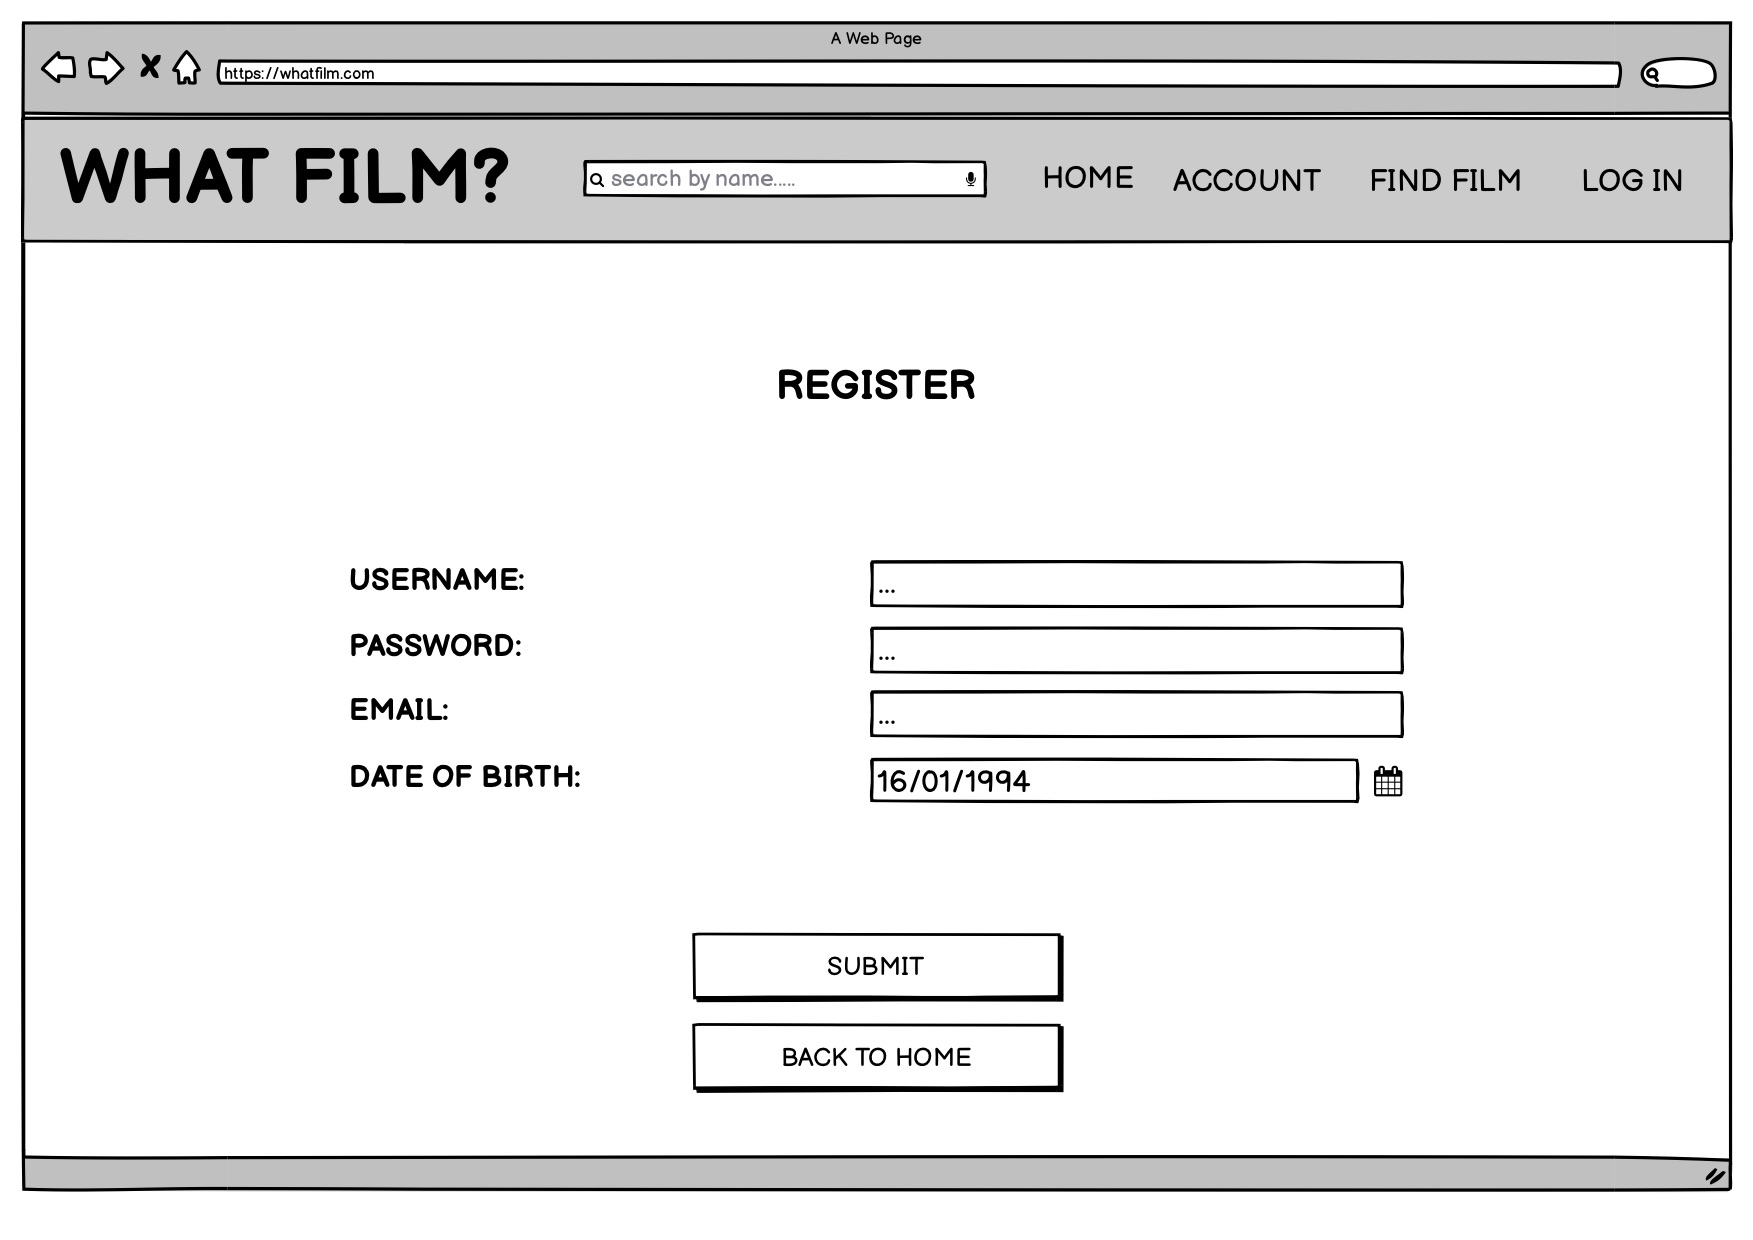 A Web Page
https://whatfilm.com
WHAT FILM?
search by name.....
HOME
ACCOUNT
FIND FILM
LOG IN
REGISTER
USERNAME:
...
PASSWORD:
...
EMAIL:
...
DATE OF BIRTH:
16/01/1994
SUBMIT
BACK TO HOME